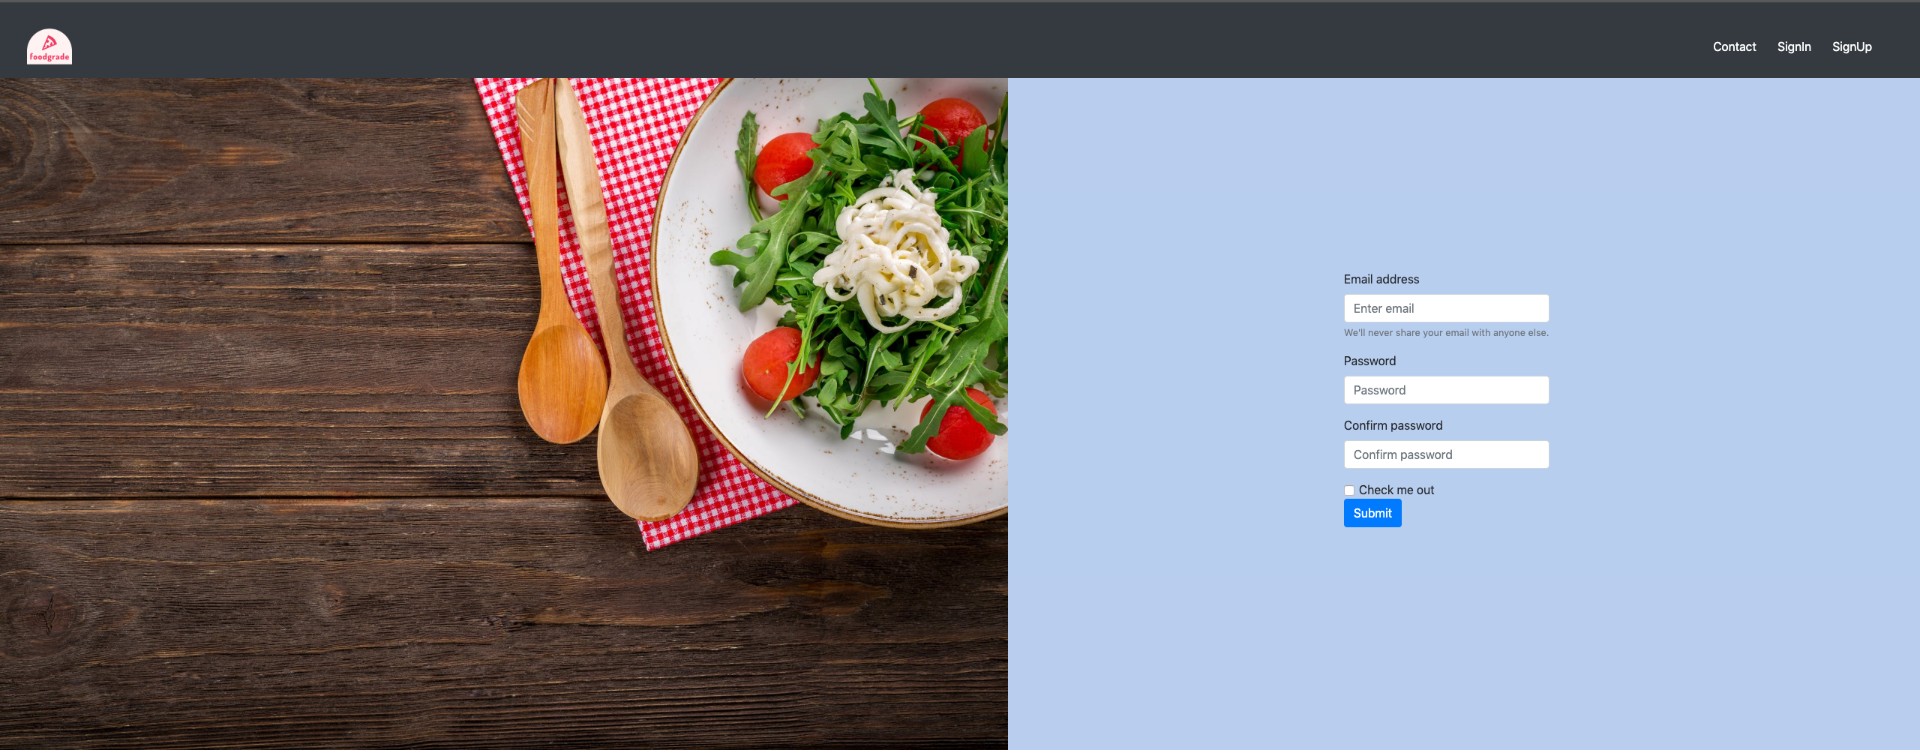 foodgrade
Contact SignIn SignUp
Email address
Enter email
We'll never share your email with anyone else.
Password
Password
Confirm password
Confirm password
Check me out
Submit